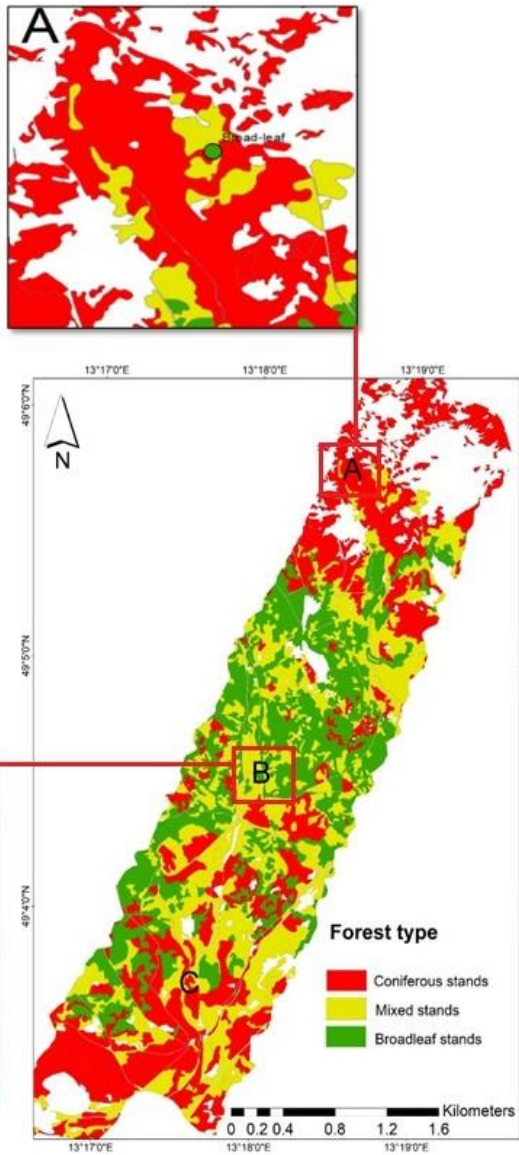 A
Broad-leaf
13°17'0"E 13°18'0"E 13°19'0"E
49°6'0"N
N
A
49°5'0"N
B
49°4'0"N
Forest type
C
Coniferous stands
Mixed stands
Broadleaf stands
Kilometers
0 0.2 0.4 0.8 1.2 1.6
13°17'0"E 13°18'0"E 13°19'0"E